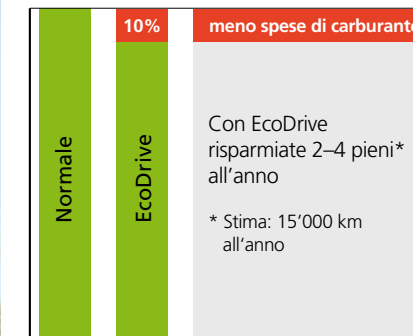 10%
meno spese di carburante
Normale
EcoDrive
Con EcoDrive
risparmiate 2–4 pieni*
all’anno
* Stima: 15’000 km
all’anno